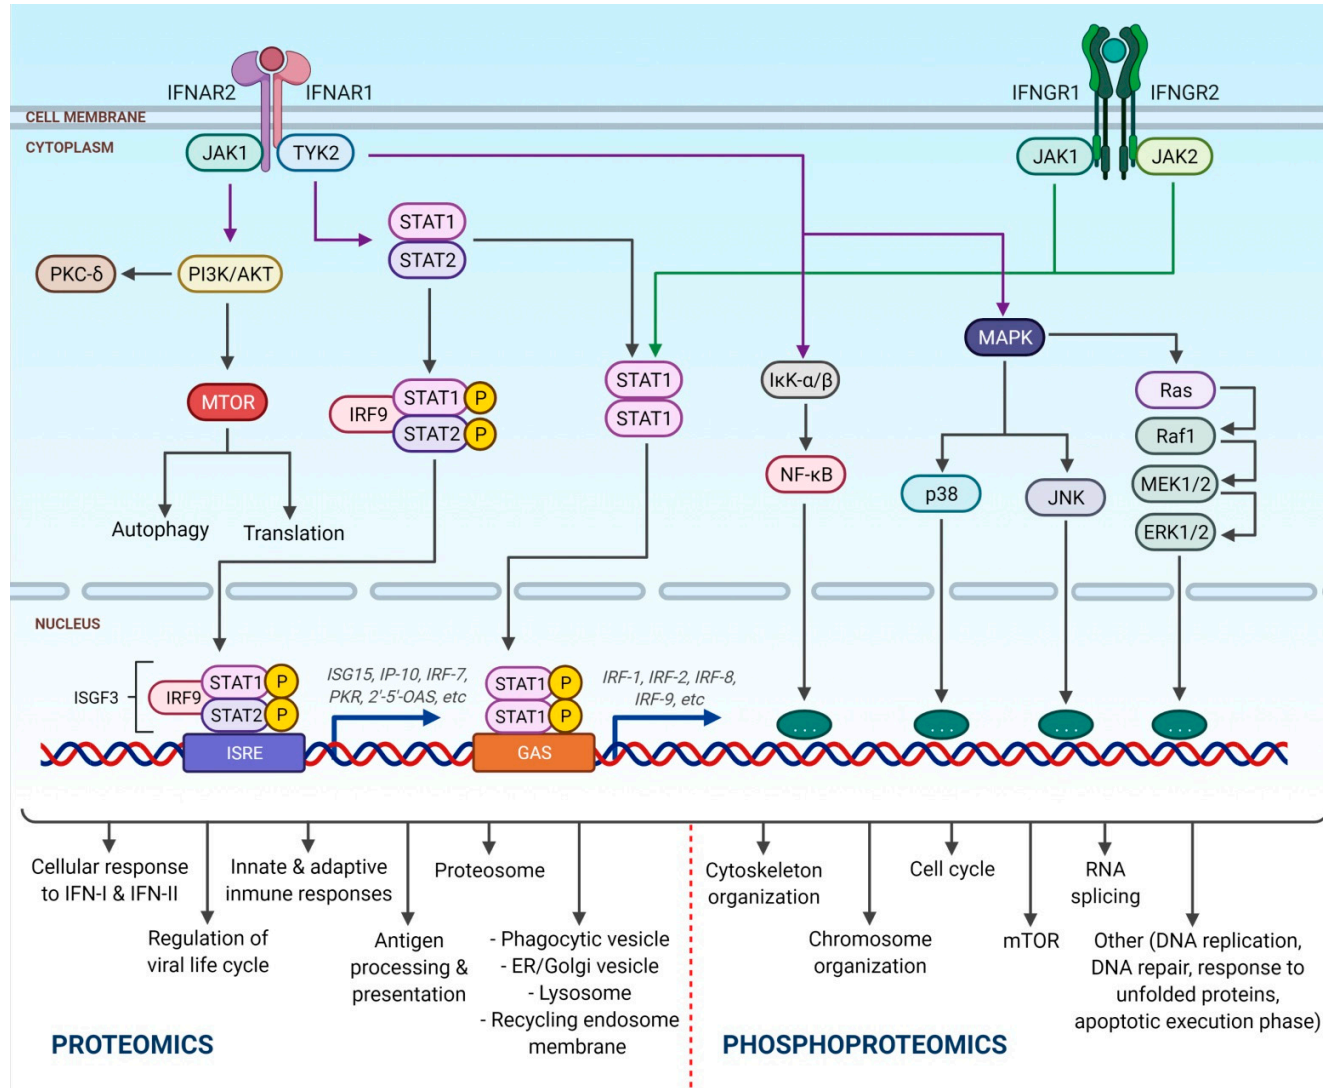 IFNAR2
IFNAR1
IFNGR1
IFNGR2
CELL MEMBRANE
CYTOPLASM
JAK1
TYK2
JAK1
JAK2
STAT1
STAT2
PKC-δ
PI3K/AKT
MAPK
MTOR
IRF9
STAT1
P
STAT2
P
STAT1
STAT1
IκK-α/β
Ras
Raf1
NF-κB
p38
JNK
MEK1/2
ERK1/2
Autophagy
Translation
NUCLEUS
ISGF3
IRF9
STAT1
P
STAT2
P
ISRE
ISG15, IP-10, IRF-7,
PKR, 2'-5'-OAS, etc
STAT1
P
STAT1
P
GAS
IRF-1, IRF-2, IRF-8,
IRF-9, etc
...
...
...
...
Cellular response
to IFN-I & IFN-II
Regulation of
viral life cycle
Innate & adaptive
inmune responses
Antigen
processing &
presentation
Proteosome
- Phagocytic vesicle
- ER/Golgi vesicle
- Lysosome
- Recycling endosome
membrane
PROTEOMICS
Cytoskeleton
organization
Chromosome
organization
Cell cycle
mTOR
RNA
splicing
Other (DNA replication,
DNA repair, response to
unfolded proteins,
apoptotic execution phase)
PHOSPHOPROTEOMICS